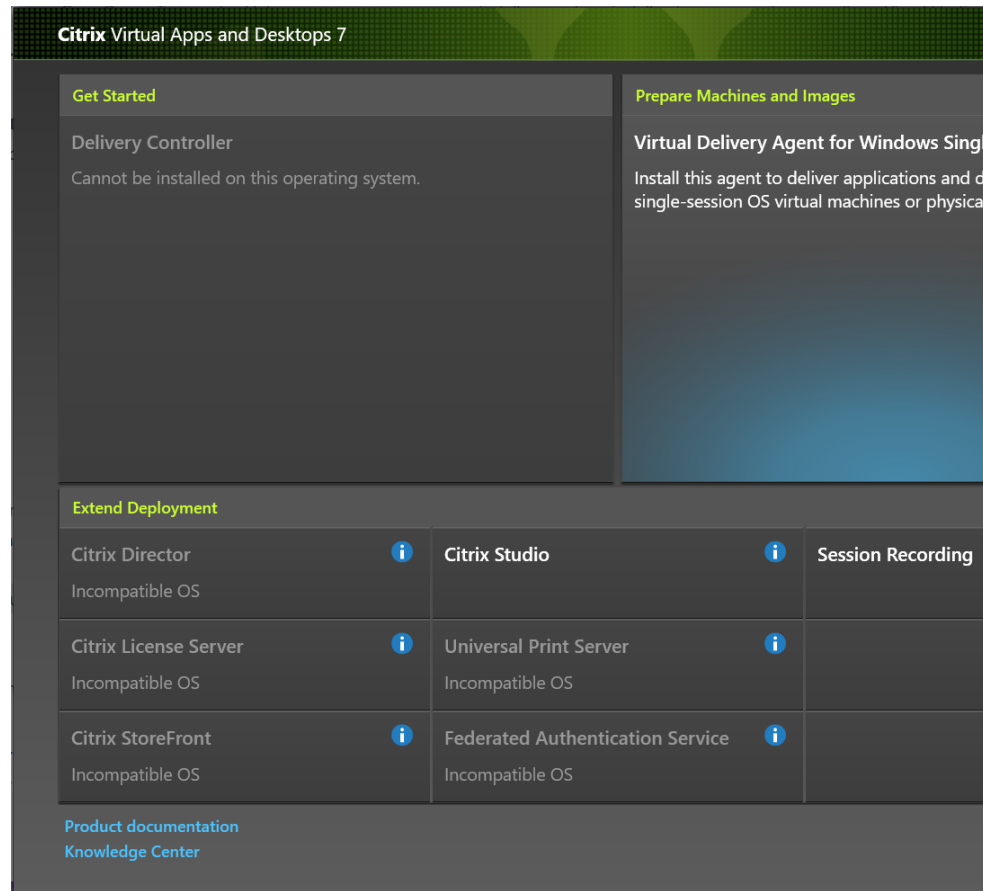 Citrix Virtual Apps and Desktops 7
Get Started
Delivery Controller
Cannot be installed on this operating system.
Prepare Machines and Images
Virtual Delivery Agent for Windows Singl
Install this agent to deliver applications and d
single-session OS virtual machines or physica
Extend Deployment
Citrix Director
Incompatible OS
Citrix Studio
Session Recording
Citrix License Server
Incompatible OS
Universal Print Server
Incompatible OS
Citrix StoreFront
Incompatible OS
Federated Authentication Service
Incompatible OS
Product documentation
Knowledge Center